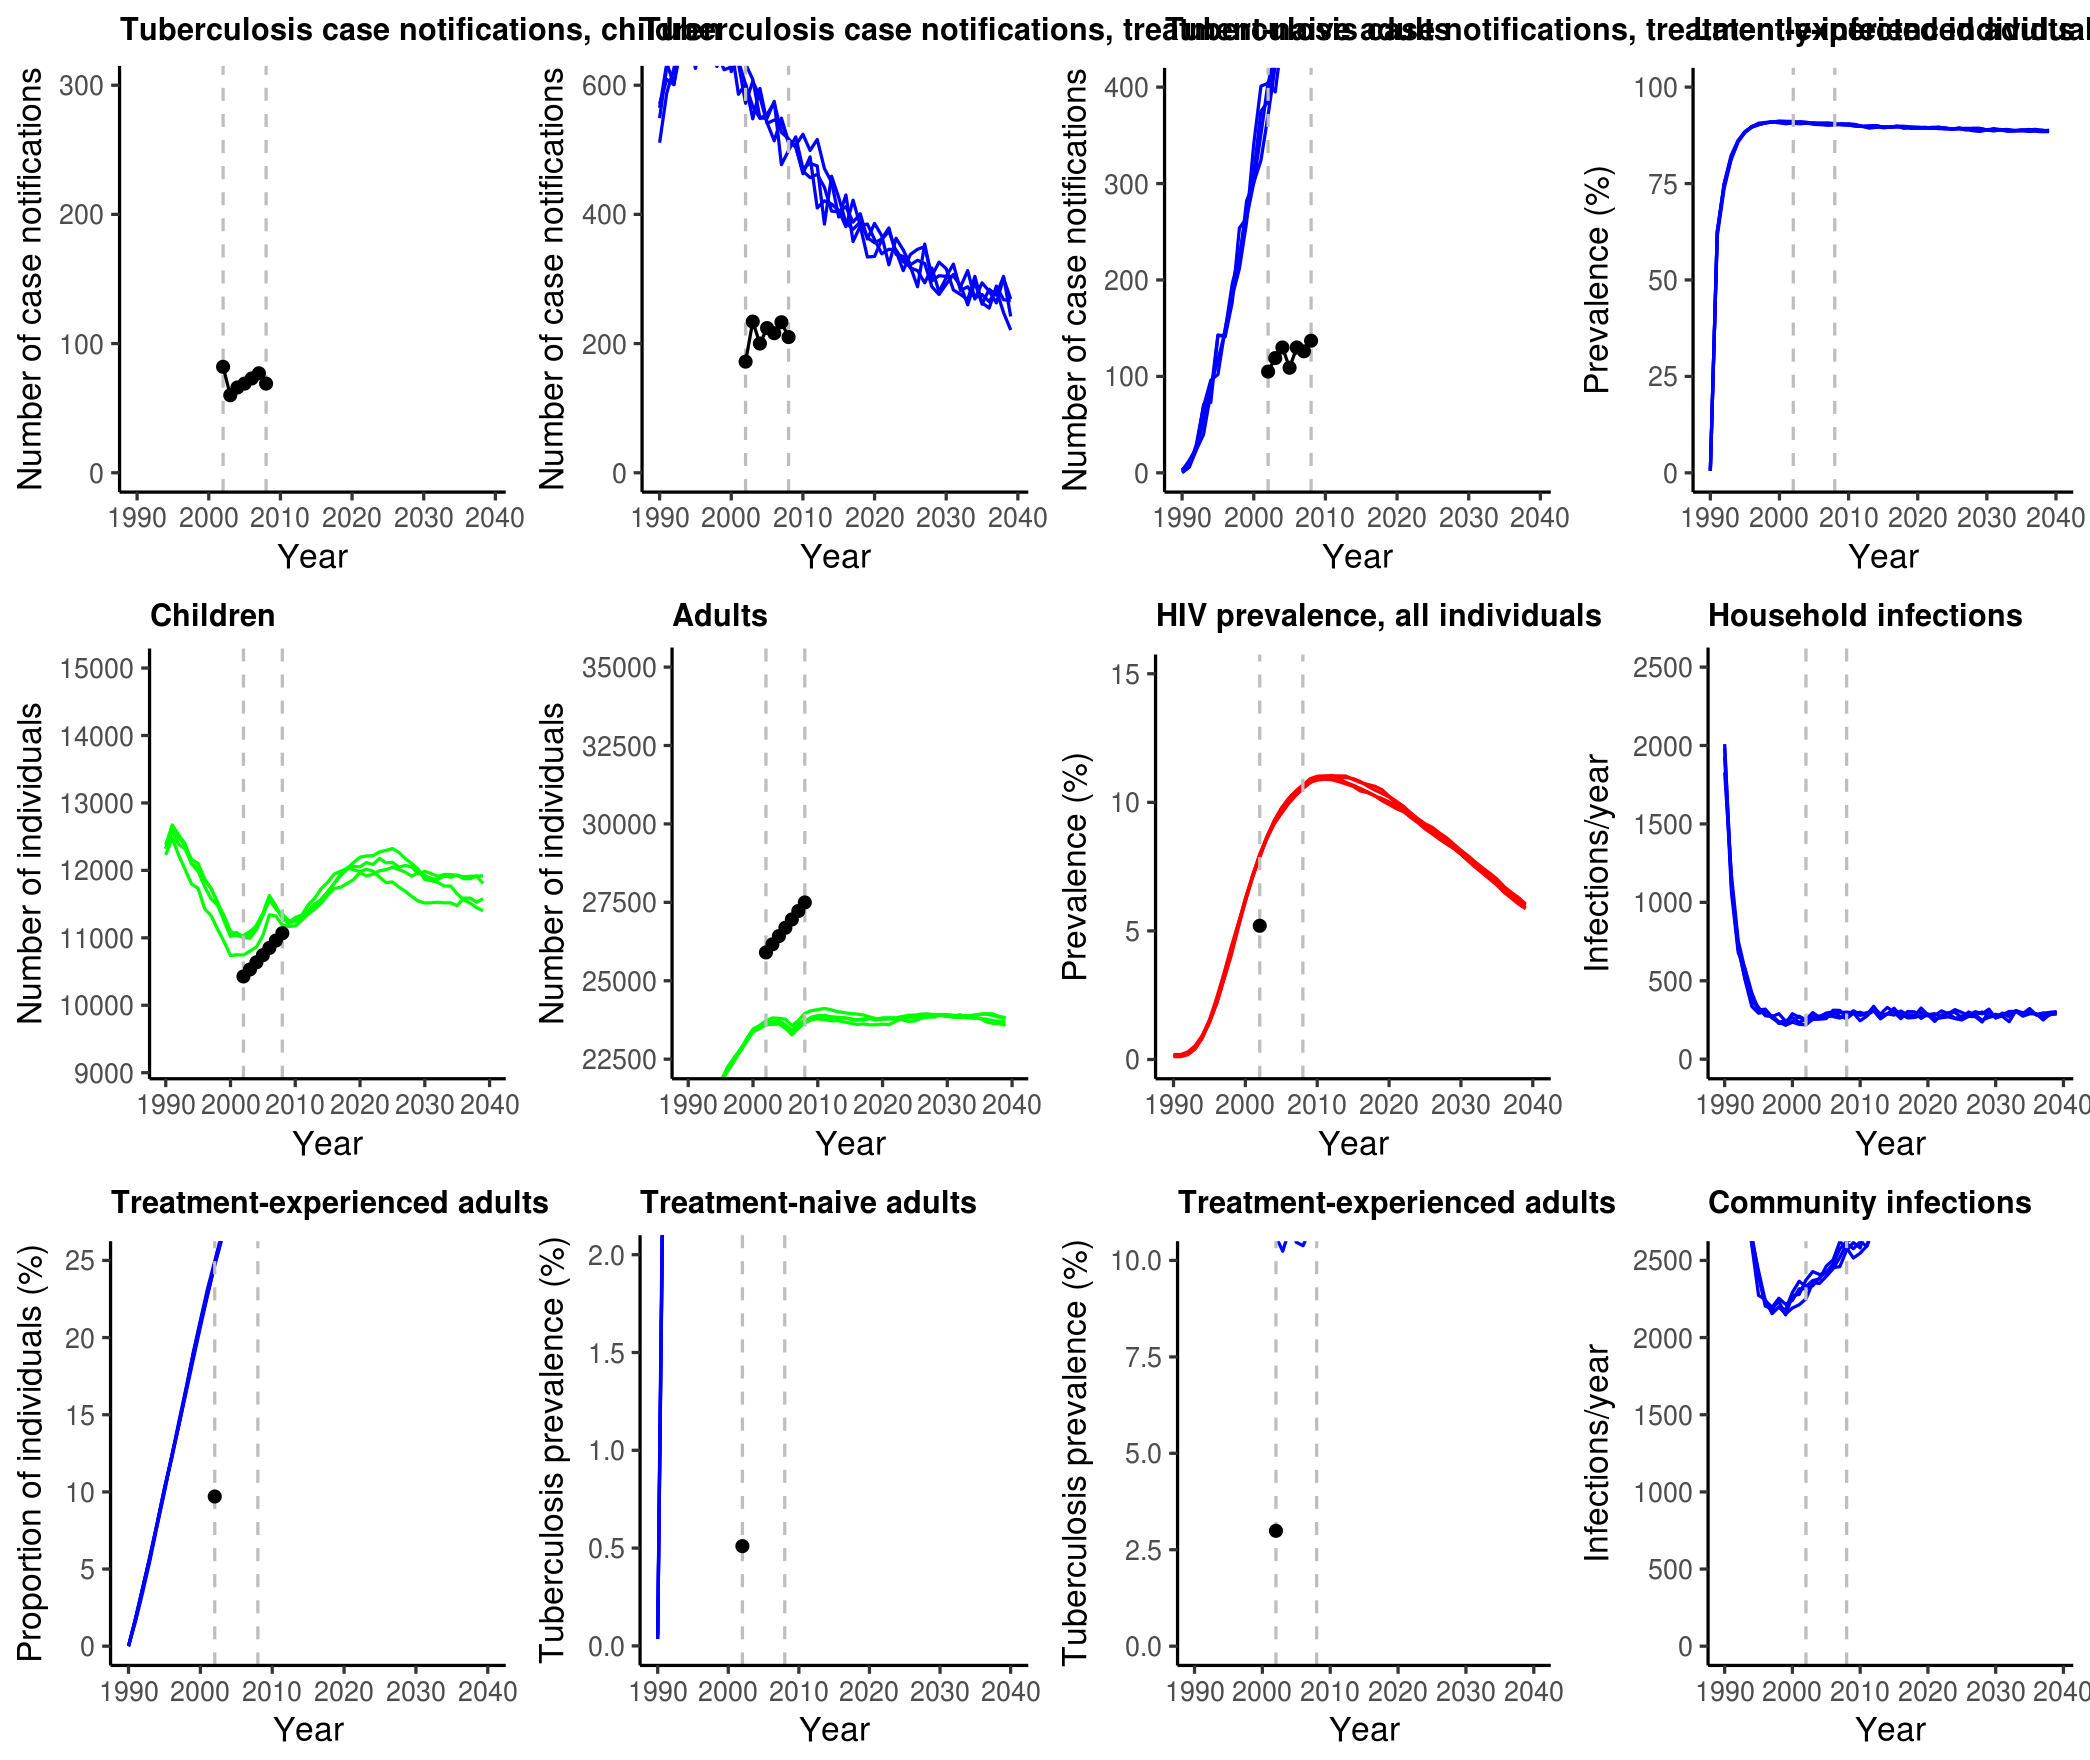 Tuberculosis case notifications, children
Tuberculosis case notifications, treatment-naive adults
Tuberculosis case notifications, treatment-experienced adults
Latently-infected individuals
Number of case notifications
300
200
100
0
1990 2000 2010 2020 2030 2040
Year
Number of case notifications
600
400
200
0
1990 2000 2010 2020 2030 2040
Year
Number of case notifications
400
300
200
100
0
1990 2000 2010 2020 2030 2040
Year
Prevalence (%)
100
75
50
25
0
1990 2000 2010 2020 2030 2040
Year
Children
Number of individuals
15000
14000
13000
12000
11000
10000
9000
1990 2000 2010 2020 2030 2040
Year
Adults
Number of individuals
35000
32500
30000
27500
25000
22500
1990 2000 2010 2020 2030 2040
Year
HIV prevalence, all individuals
Prevalence (%)
15
10
5
0
1990 2000 2010 2020 2030 2040
Year
Household infections
Infections/year
2500
2000
1500
1000
500
0
1990 2000 2010 2020 2030 2040
Year
Treatment-experienced adults
Proportion of individuals (%)
25
20
15
10
5
0
1990 2000 2010 2020 2030 2040
Year
Treatment-naive adults
Tuberculosis prevalence (%)
2.0
1.5
1.0
0.5
0.0
1990 2000 2010 2020 2030 2040
Year
Treatment-experienced adults
Tuberculosis prevalence (%)
10.0
7.5
5.0
2.5
0.0
1990 2000 2010 2020 2030 2040
Year
Community infections
Infections/year
2500
2000
1500
1000
500
0
1990 2000 2010 2020 2030 2040
Year